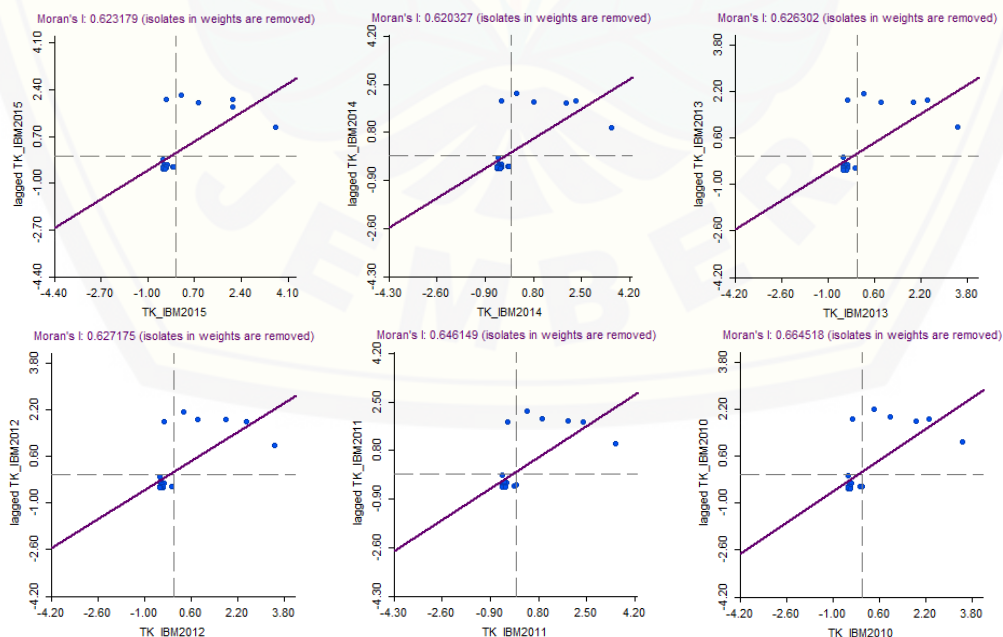 Moran's I: 0.623179 (isolates in weights are removed)
lagged TK_IBM2015
4.10
2.40
0.70
-1.00
-2.70
-4.40
-4.40 -2.70 -1.00 0.70 2.40 4.10
TK_IBM2015
Moran's I: 0.620327 (isolates in weights are removed)
lagged TK_IBM2014
4.20
2.50
0.80
-0.90
-2.60
-4.30
-4.30 -2.60 -0.90 0.80 2.50 4.20
TK_IBM2014
Moran's I: 0.626302 (isolates in weights are removed)
lagged TK_IBM2013
3.80
2.20
0.60
-1.00
-2.60
-4.20
-4.20 -2.60 -1.00 0.60 2.20 3.80
TK_IBM2013
Moran's I: 0.627175 (isolates in weights are removed)
lagged TK_IBM2012
3.80
2.20
0.60
-1.00
-2.60
-4.20
-4.20 -2.60 -1.00 0.60 2.20 3.80
TK_IBM2012
Moran's I: 0.646149 (isolates in weights are removed)
lagged TK_IBM2011
4.20
2.50
0.80
-0.90
-2.60
-4.30
-4.30 -2.60 -0.90 0.80 2.50 4.20
TK_IBM2011
Moran's I: 0.664518 (isolates in weights are removed)
lagged TK_IBM2010
3.80
2.20
0.60
-1.00
-2.60
-4.20
-4.20 -2.60 -1.00 0.60 2.20 3.80
TK_IBM2010
JEMBER